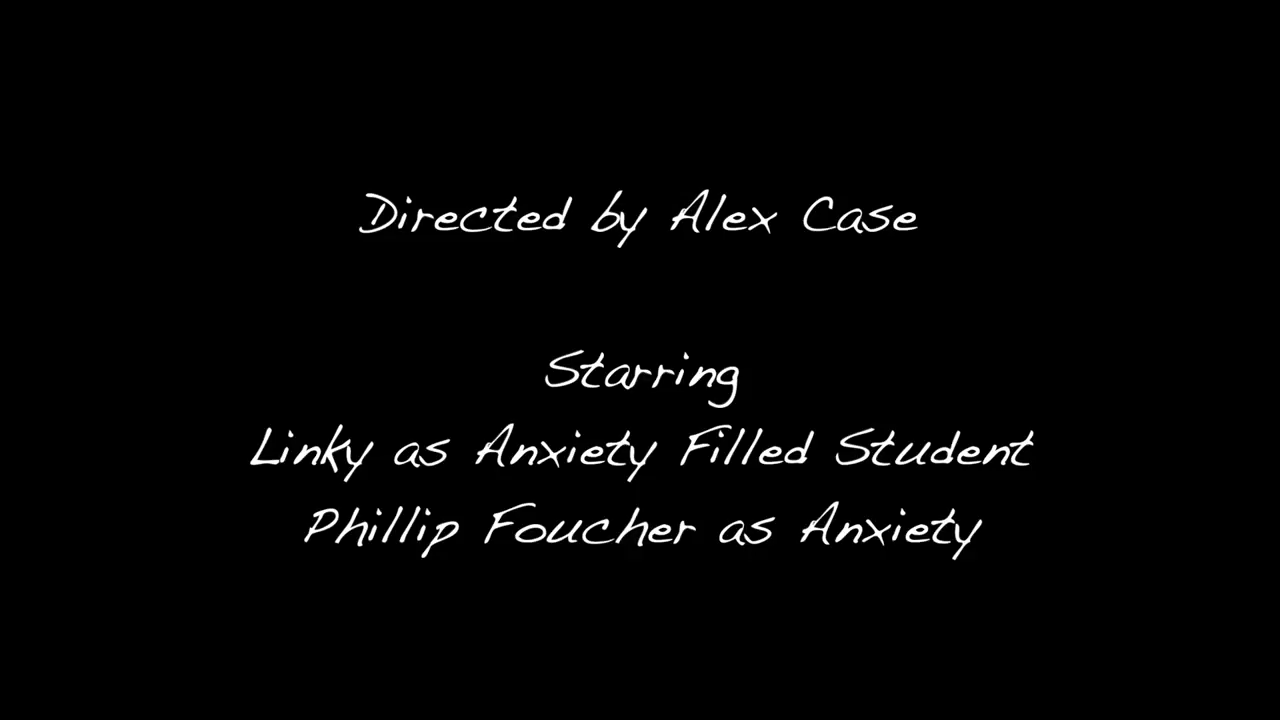 Directed by Alex Case
Starring
Linky as Anxiety Filled Student
Phillip Foucher as Anxiety